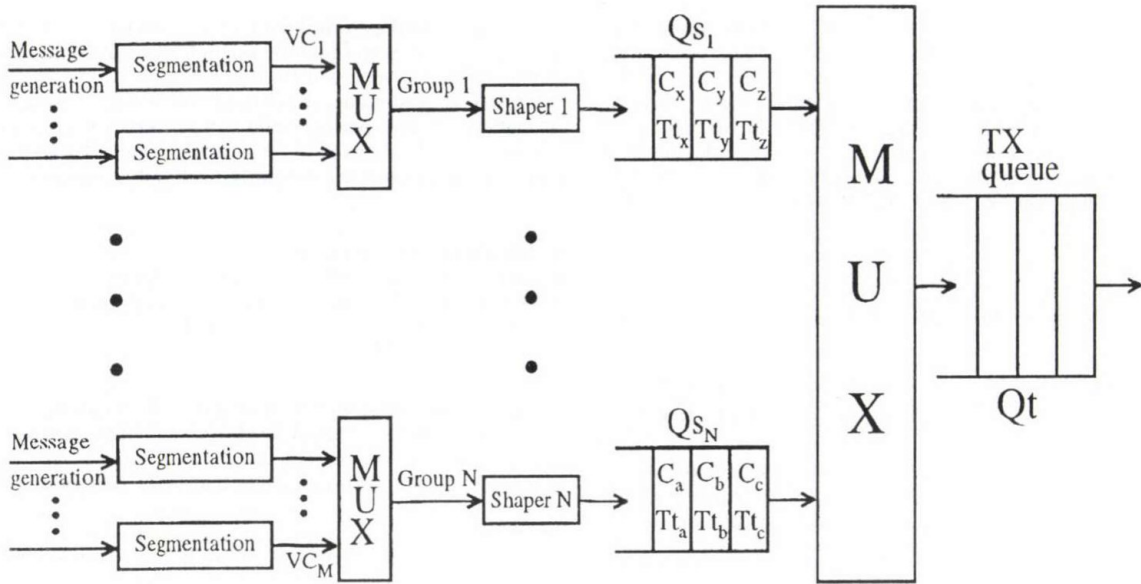 Message
generation
Segmentation
VC1
Segmentation
M
U
X
Group 1
Shaper 1
Qs1
Cx Cy Cz
Ttx Tty Ttz
M
U
X
TX
queue
Qt
Message
generation
Segmentation
Segmentation
VCM
M
U
X
Group N
Shaper N
QsN
Ca Cb Cc
Tta Ttb Ttc